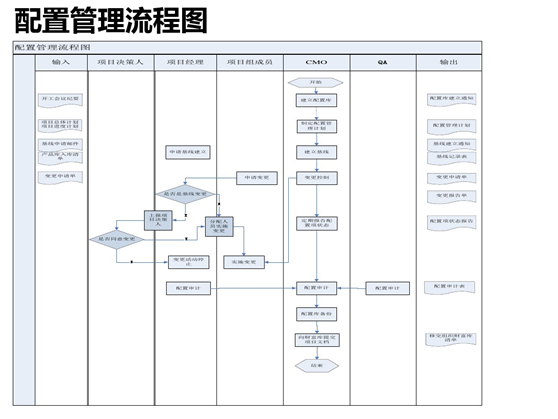 配置管理流程图
配置管理流程图
输入
项目决策人
项目经理
项目组成员
CMO
QA
输出
开始
开工会议纪要
建立配置库
配置库建立通知
项目总体计划
项目进度计划
制定配置管
理计划
配置管理计划
基线申请邮件
产品库入库清
单
申请基线建立
建立基线
基线建立通知
基线记录表
变更申请单
申请变更
变更控制
变更申请单
是否是基线变更
变更报告单
上报项
目决策
人
分配人
员实施
变更
定期报告配
置项状态
配置项状态报告
是否同意变更
变更活动终
止
实施变更
配置审计
配置审计
配置审计
配置审计表
配置库备份
向财富库提交
项目文档
移交组织财富库
清单
结束